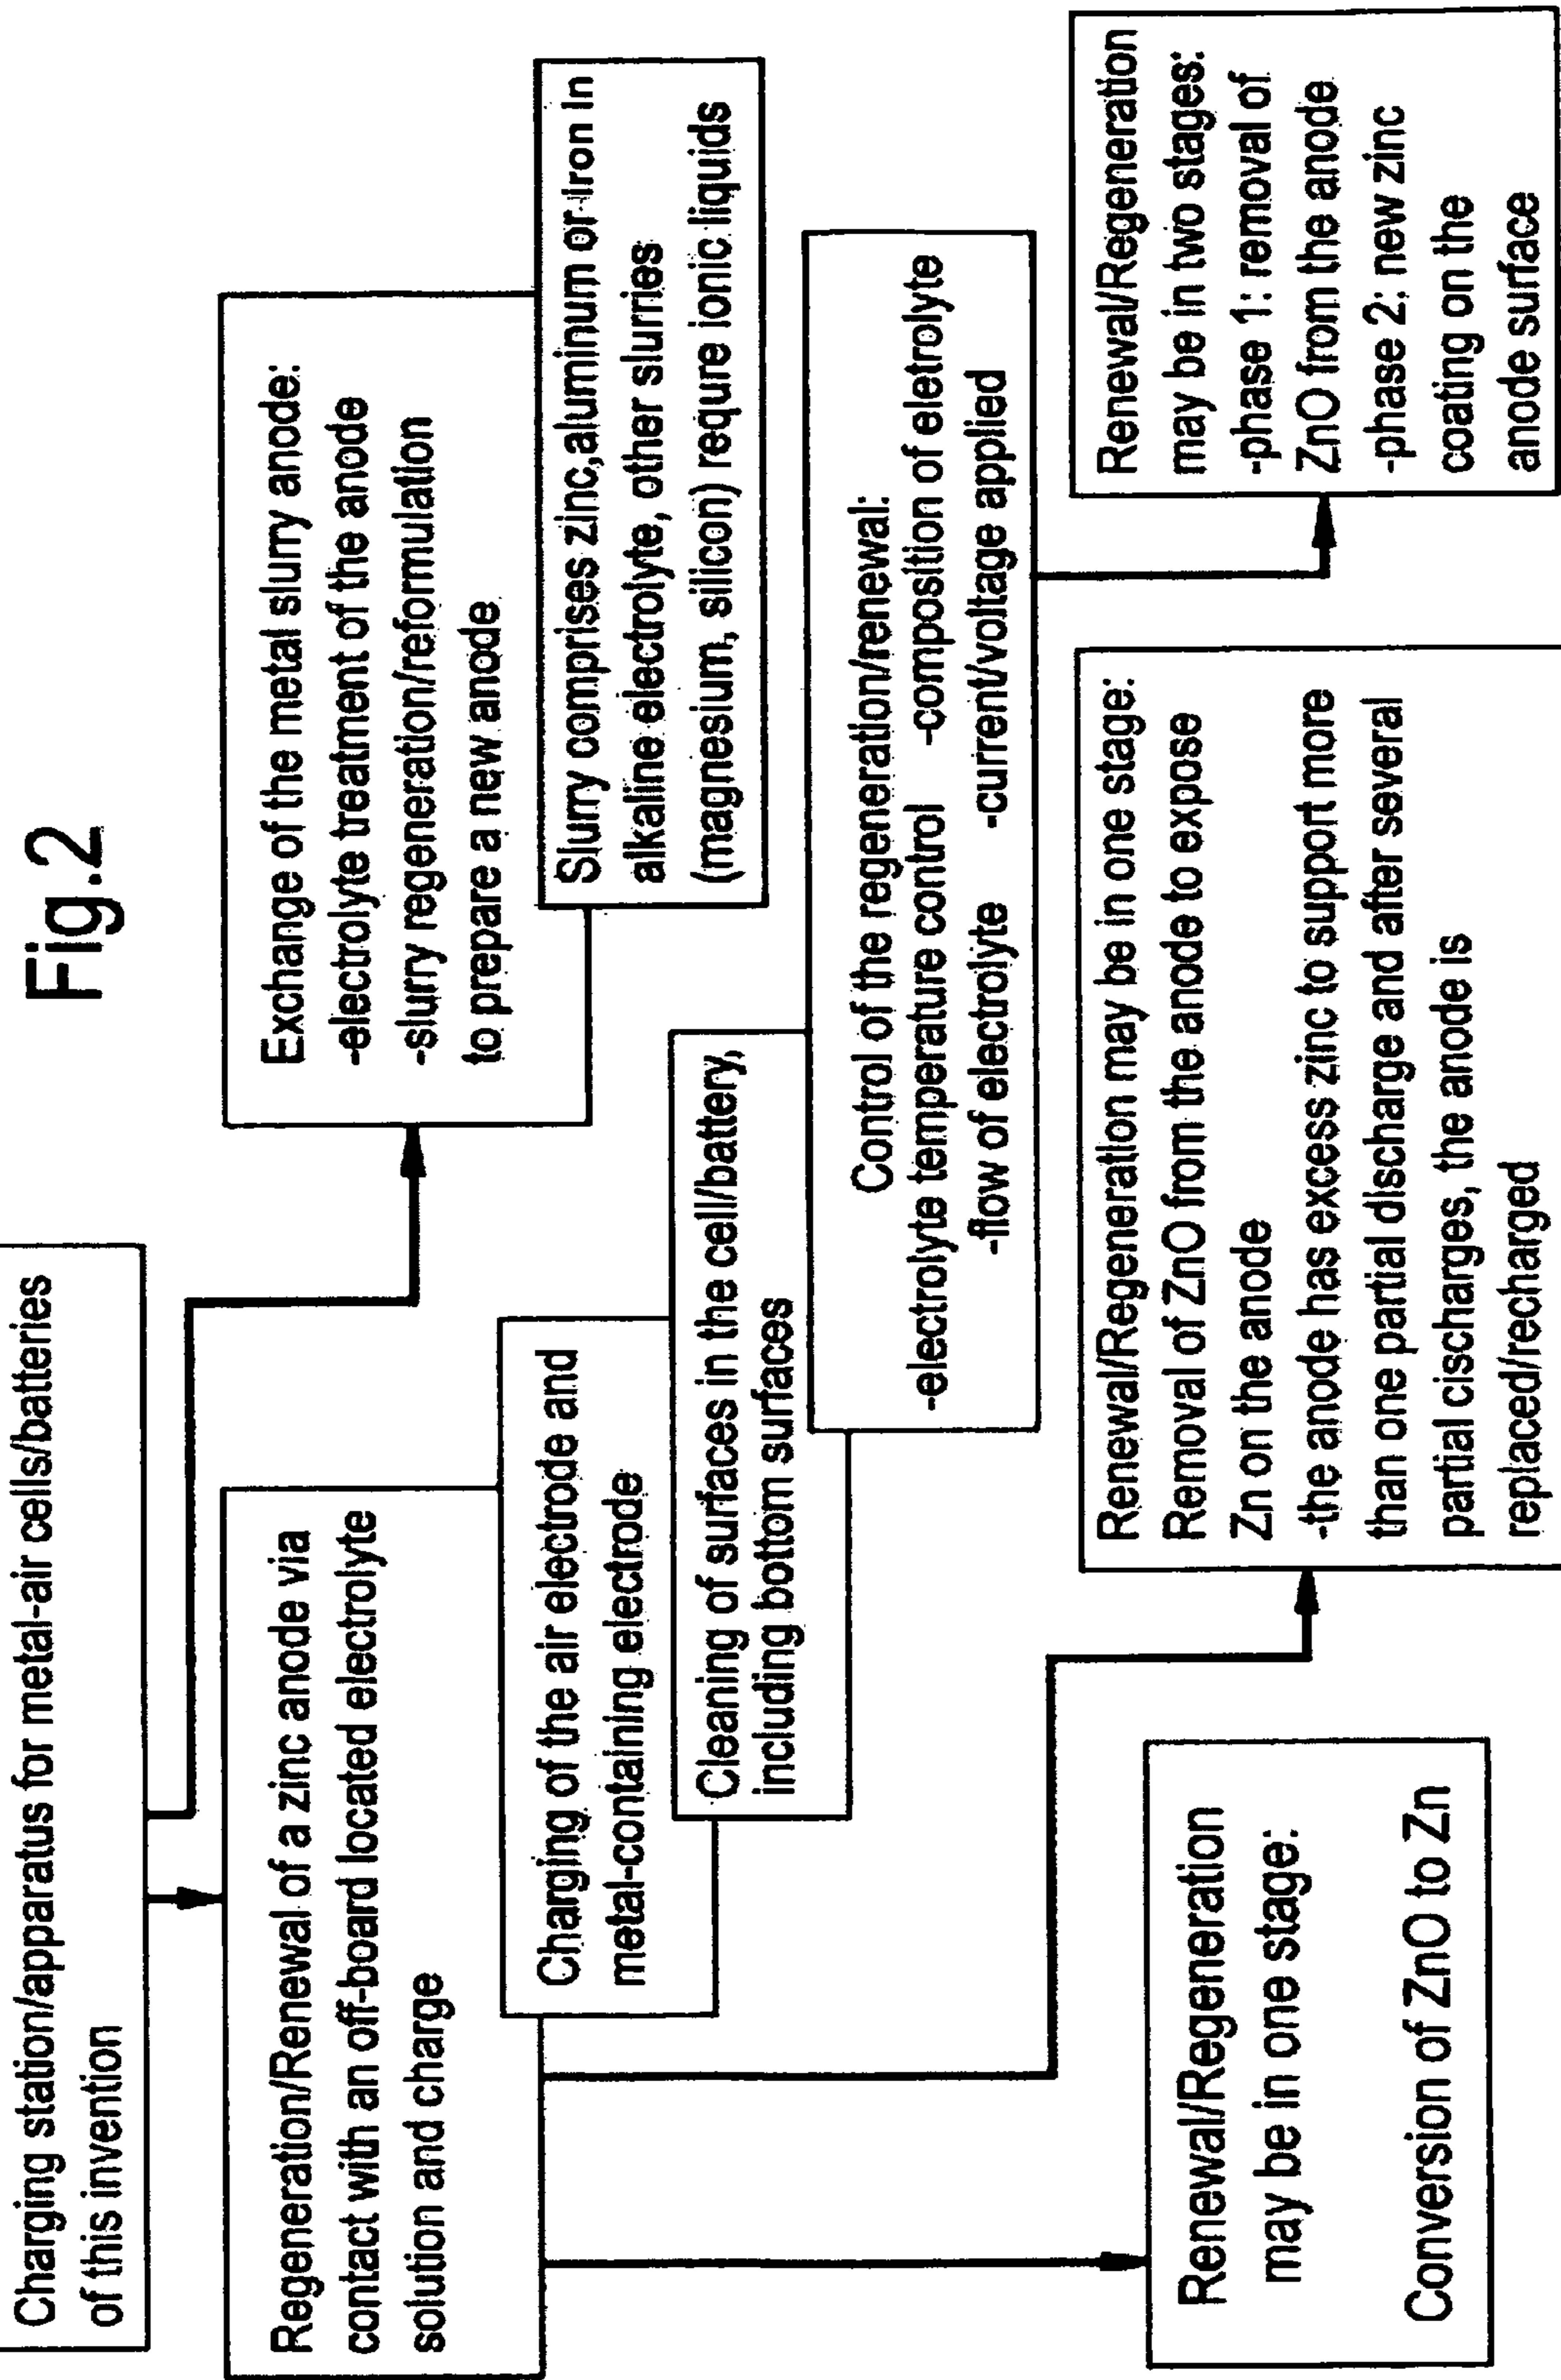 Fig.2
Charging station/apparatus for metal-air cells/batteries
of this invention
Regeneration/Renewal of a zinc anode via
contact with an off-board located electrolyte
solution and charge
Charging of the air electrode and
metal-containing electrode
Cleaning of surfaces in the cell/battery,
including bottom surfaces
Exchange of the metal slurry anode:
-electrolyte treatment of the anode
-slurry regeneration/reformulation
to prepare a new anode
Slurry comprises zinc,aluminum or iron in
alkaline electrolyte, other slurries
(magnesium, silicon) requre ionic liquids
Control of the regeneration/renewal:
-electrolyte temperature control -composition of eletrolyte
-flow of electrolyte -current/voltage applied
Renewal/Regeneration
may be in one stage:
Conversion of ZnO to Zn
Renewal/Regeneration may be in one stage:
Removal of ZnO from the anode to expose
Zn on the anode
-the anode has excess zinc to support more
than one partial discharge and after several
partial cischarges, the anode is
replaced/recharged
Renewal/Regeneration
may be in two stages:
-phase 1: removal of
ZnO from the anode
-phase 2: new zinc
coating on the
anode surface